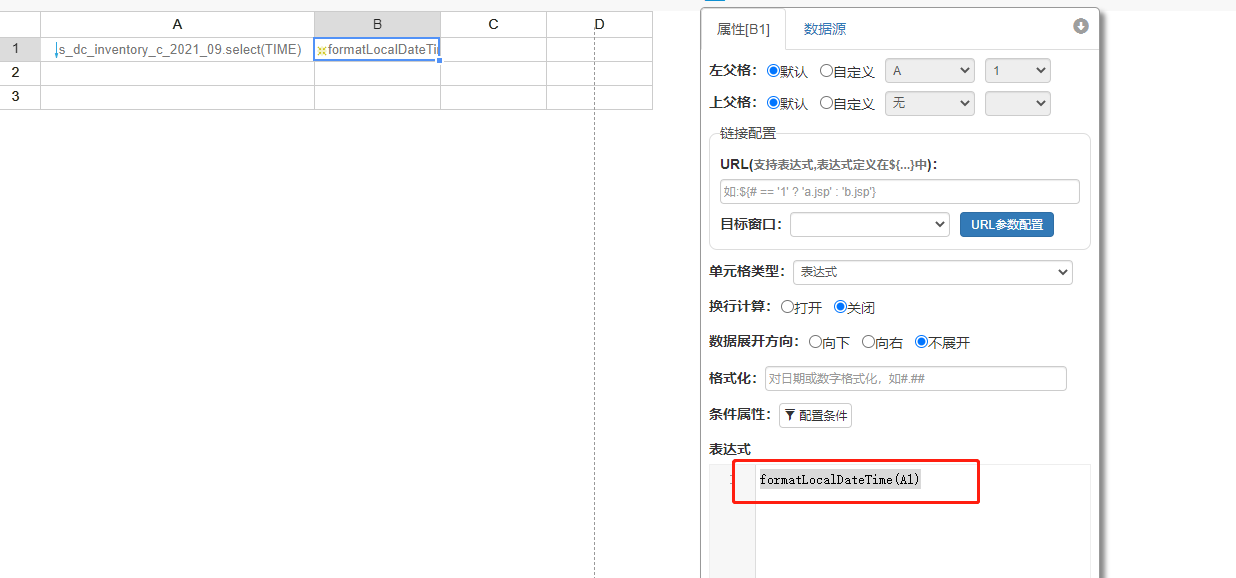 A B C D
1 s_dc_inventory_c_2021_09.select(TIME) formatLocalDateTi
2
3
属性[B1] 数据源
左父格： 默认 自定义 A 1
上父格： 默认 自定义 无
链接配置
URL(支持表达式,表达式定义在${...}中)：
如:${# == '1' ? 'a.jsp' : 'b.jsp'}
目标窗口： URL参数配置
单元格类型： 表达式
换行计算： 打开 关闭
数据展开方向： 向下 向右 不展开
格式化： 对日期或数字格式化，如#.##
条件属性： 配置条件
表达式
1 formatLocalDateTime(A1)